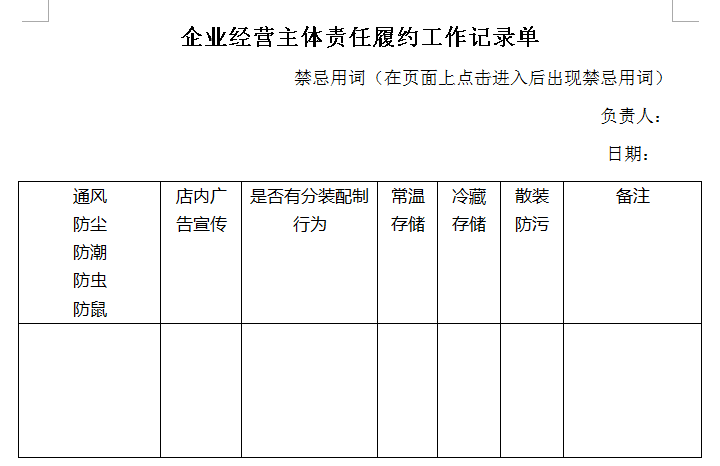 企业经营主体责任履约工作记录单
禁忌用词（在页面上点击进入后出现禁忌用词）
负责人：
日期：
通风
防尘
防潮
防虫
防鼠
店内广
告宣传
是否有分装配制
行为
常温
存储
冷藏
存储
散装
防污
备注